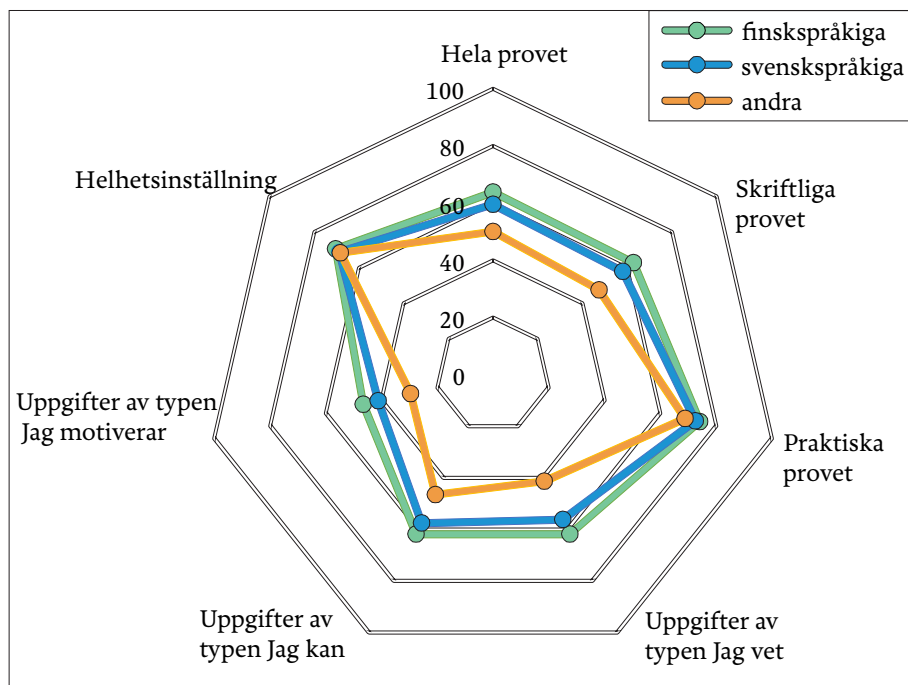 finskspråkiga
svenskspråkiga
andra
Hela provet
100
80
60
40
20
0
Skriftliga
provet
Praktiska
provet
Uppgifter av
typen Jag vet
Uppgifter av
typen Jag kan
Uppgifter av typen
Jag motiverar
Helhetsinställning